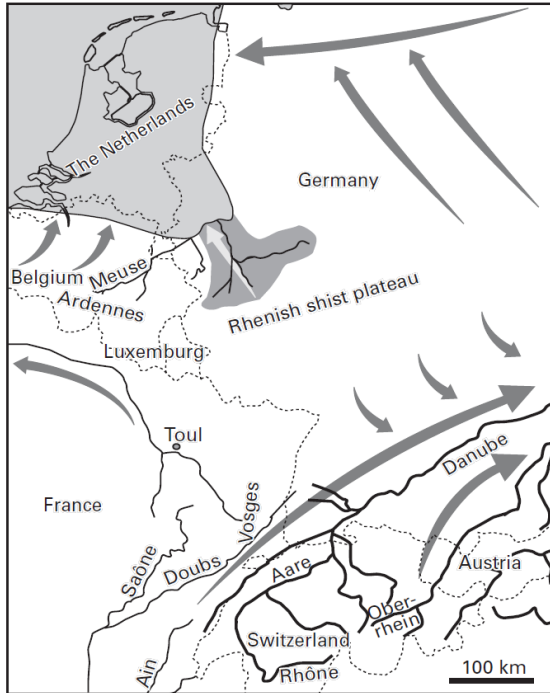 The Netherlands
Germany
Belgium
Meuse
Ardennes
Rhenish shist plateau
Luxemburg
Toul
France
Vosges
Danube
Saône
Doubs
Aare
Austria
Ober-
rhein
Switzerland
Ain
Rhône
100 km